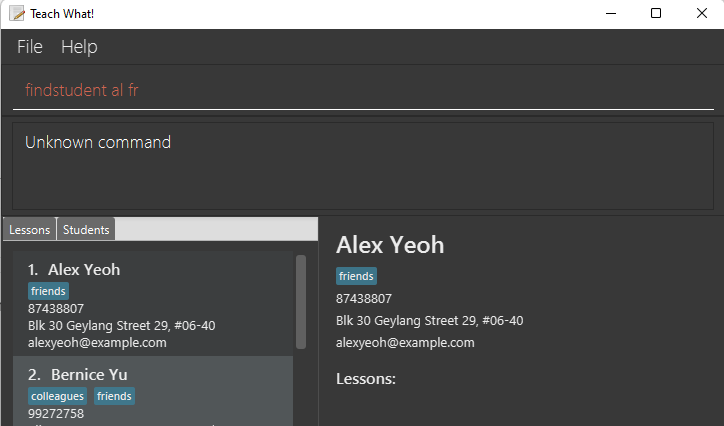 Teach What!
File Help
findstudent al fr
Unknown command
Lessons Students
1. Alex Yeoh
friends
87438807
Blk 30 Geylang Street 29, #06-40
alexyeoh@example.com
2. Bernice Yu
colleagues friends
99272758
Alex Yeoh
friends
87438807
Blk 30 Geylang Street 29, #06-40
alexyeoh@example.com
Lessons: